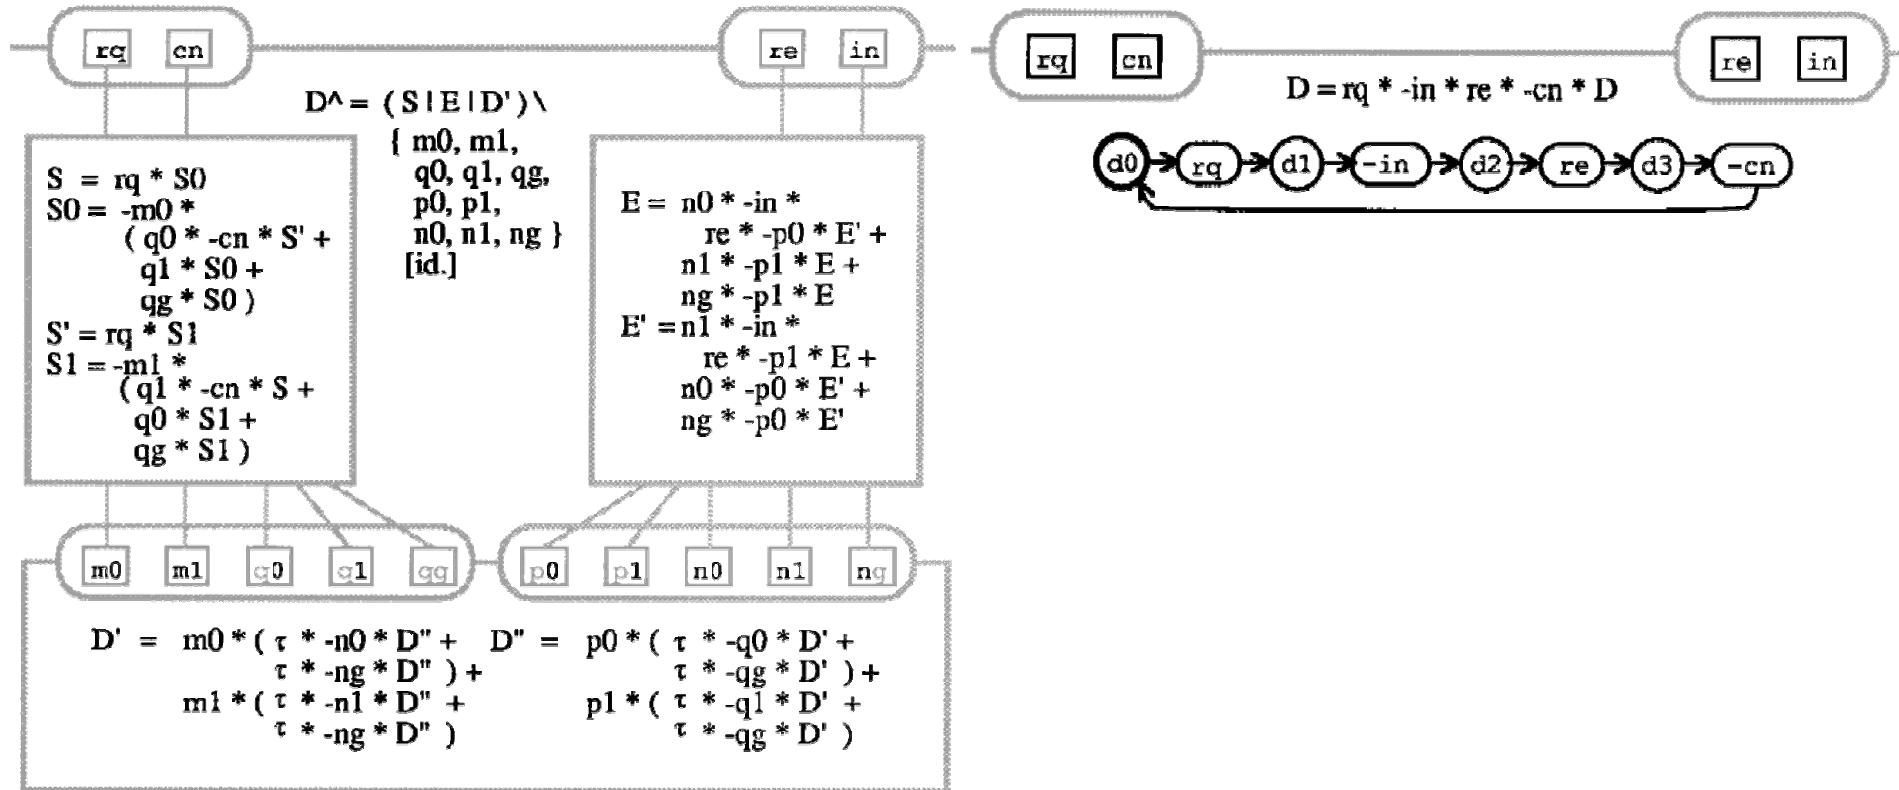 rq cn
re in
D^ = ( S | E | D' ) \
{ m0, m1,
q0, q1, qg,
p0, p1,
n0, n1, ng }
[id.]
S = rq * S0
S0 = -m0 *
( q0 * -cn * S' +
q1 * S0 +
qg * S0 )
S' = rq * S1
S1 = -m1 *
( q1 * -cn * S +
q0 * S1 +
qg * S1 )
E = n0 * -in *
re * -p0 * E' +
n1 * -p1 * E +
ng * -p1 * E
E' = n1 * -in *
re * -p1 * E +
n0 * -p0 * E' +
ng * -p0 * E'
m0 m1 q0 q1 qg
p0 p1 n0 n1 ng
D' = m0 * ( τ * -n0 * D" +
τ * -ng * D" ) +
m1 * ( τ * -n1 * D" +
τ * -ng * D" )
D" = p0 * ( τ * -q0 * D' +
τ * -qg * D' ) +
p1 * ( τ * -q1 * D' +
τ * -qg * D' )
rq cn
re in
D = rq * -in * re * -cn * D
d0 rq d1 -in d2 re d3 -cn